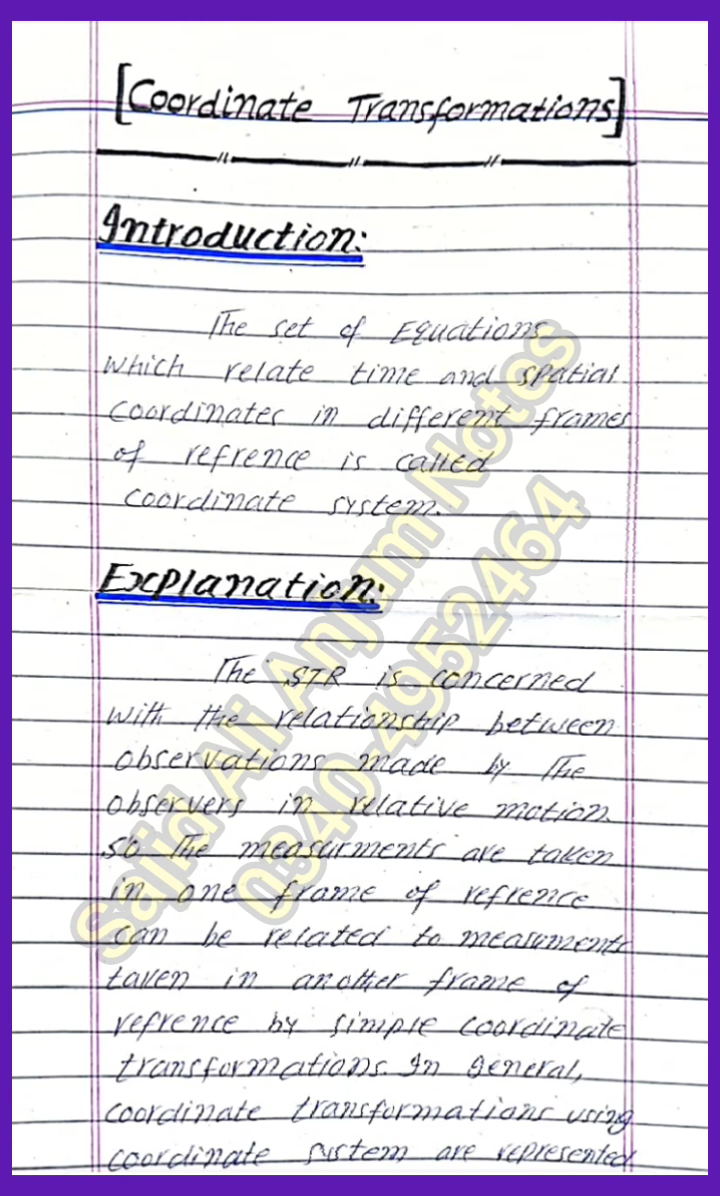 [Coordinate Transformations]
Introduction:
The set of Equations
which relate time and spatial
coordinates in different frames
of refrence is called
coordinate system.
Explanation:
The STR is concerned
with the relationship between
observations made by the
observers in relative motion.
so the measurments are taken
in one frame of refrence
can be related to measurments
taken in another frame of
refrence by simple coordinate
transformations. In general,
coordinate transformations using
coordinate system are represented
Sajid Ali Anjum Notes
0340-4952464